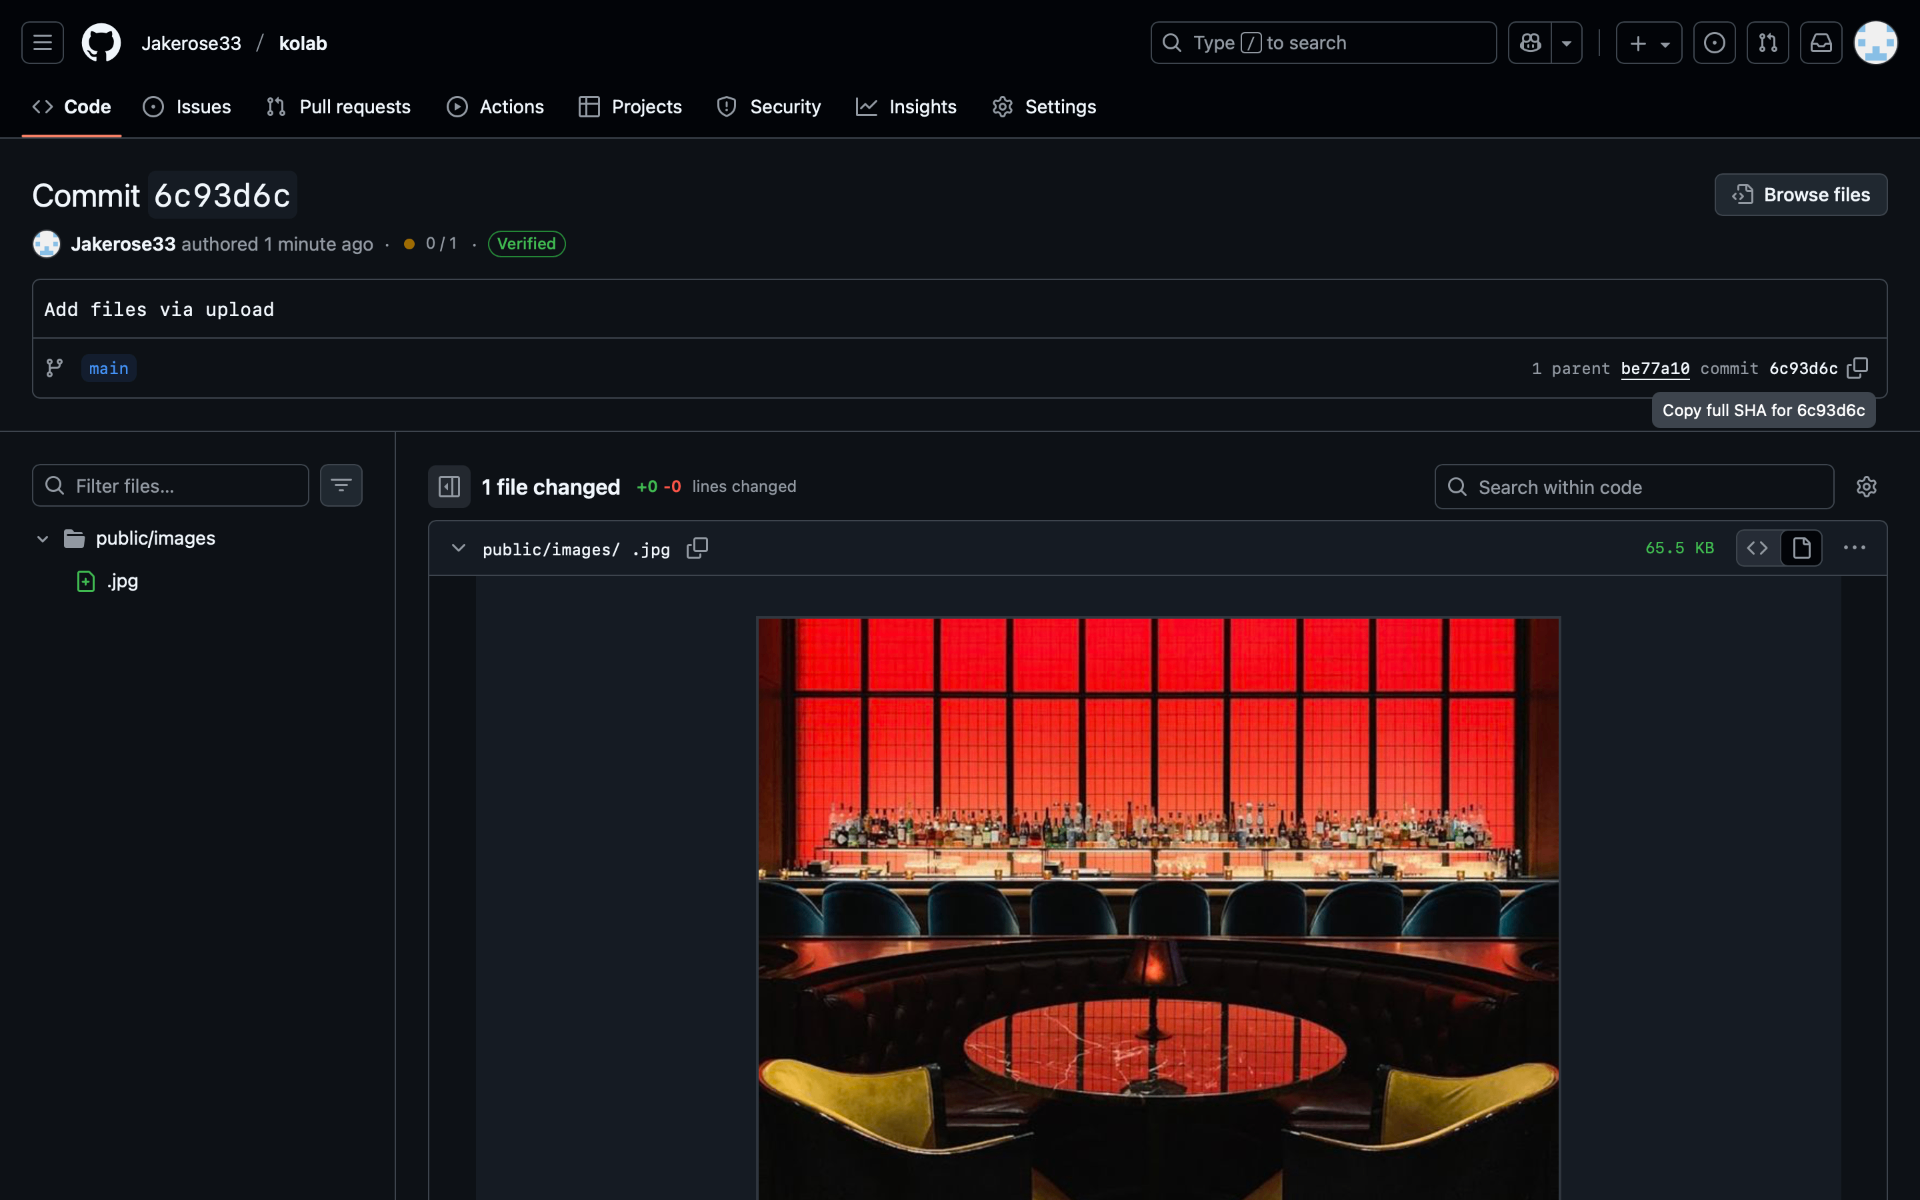 Jakerose33 / kolab
Type / to search
Code
Issues
Pull requests
Actions
Projects
Security
Insights
Settings
Commit 6c93d6c
Browse files
Jakerose33 authored 1 minute ago · 0 / 1 · Verified
Add files via upload
main
1 parent be77a10 commit 6c93d6c
Copy full SHA for 6c93d6c
Filter files...
public/images
.jpg
1 file changed +0 -0 lines changed
Search within code
public/images/ .jpg
65.5 KB